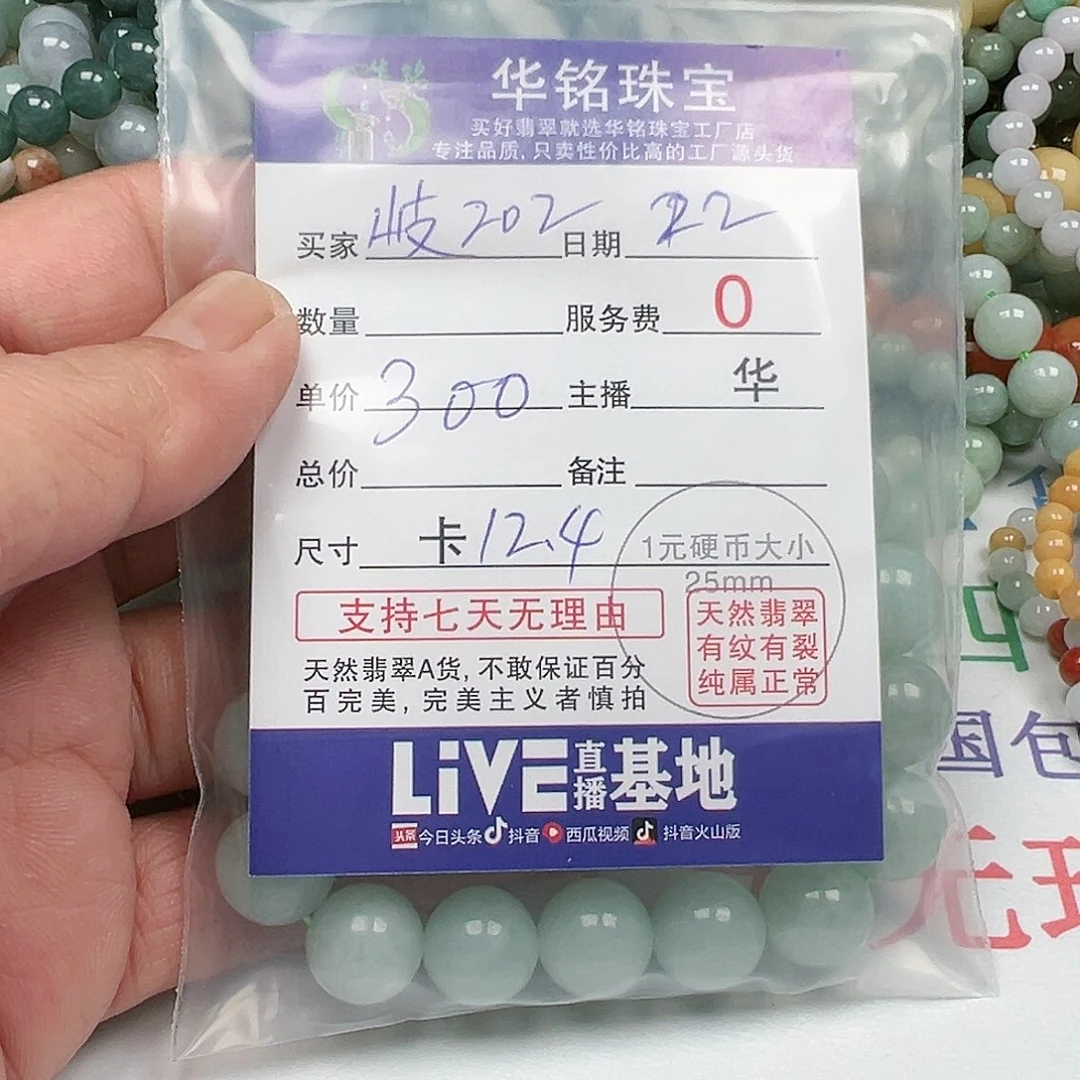 华铭珠宝
买好翡翠就选华铭珠宝工厂店
专注品质,只卖性价比高的工厂源头货
买家 歧202 日期 22
数量 服务费 0
单价 300 主播 华
总价 备注
尺寸 卡12.4 1元硬币大小
25mm
支持七天无理由
天然翡翠
有纹有裂
纯属正常
天然翡翠A货,不敢保证百分
百完美,完美主义者慎拍
LiVE直播基地
头条 今日头条 抖音 西瓜视频 抖音火山版
国包
无理